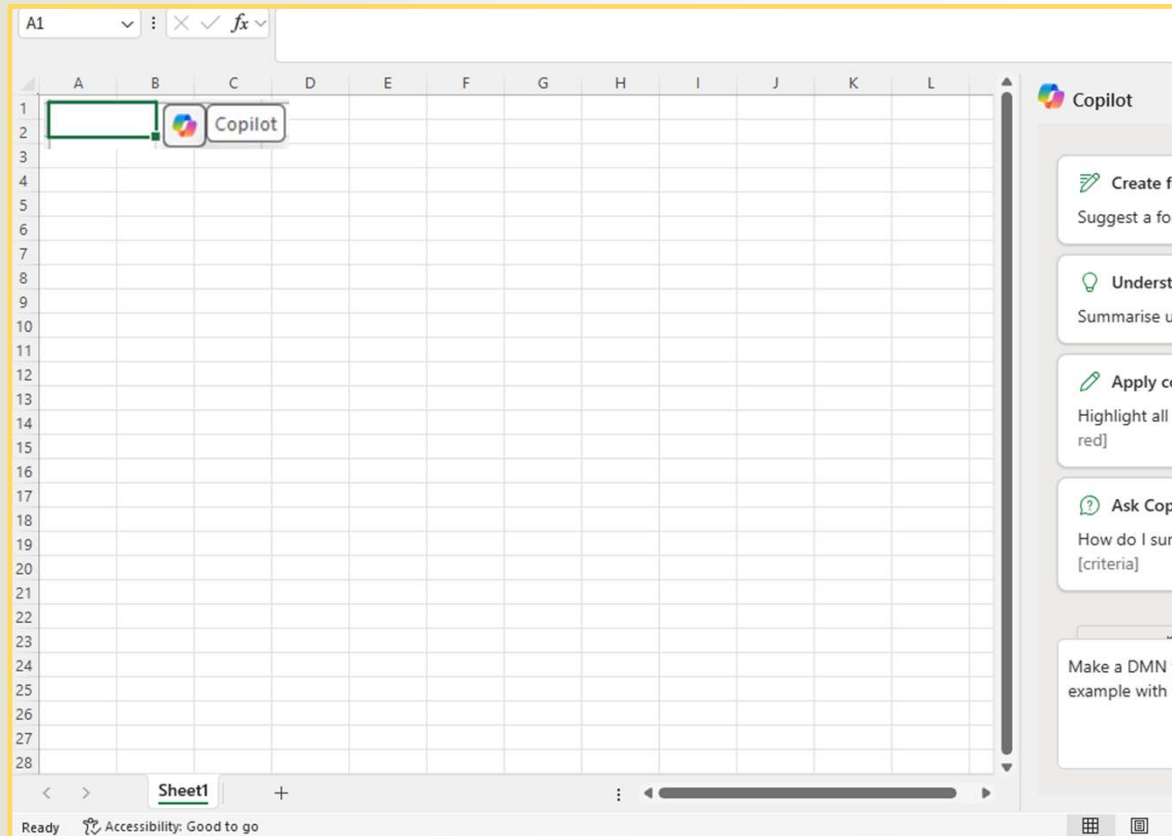 A1
fx
A B C D E F G H I J K L
Copilot
1
Copilot
2
3
4
Create f
5
Suggest a fo
6
7
8
Underst
9
Summarise u
10
11
12
Apply co
13
Highlight all
14
red]
15
16
17
Ask Cop
18
How do I sum
19
[criteria]
20
21
22
23
24
Make a DMN
25
example with
26
27
28
Sheet1
Ready
Accessibility: Good to go